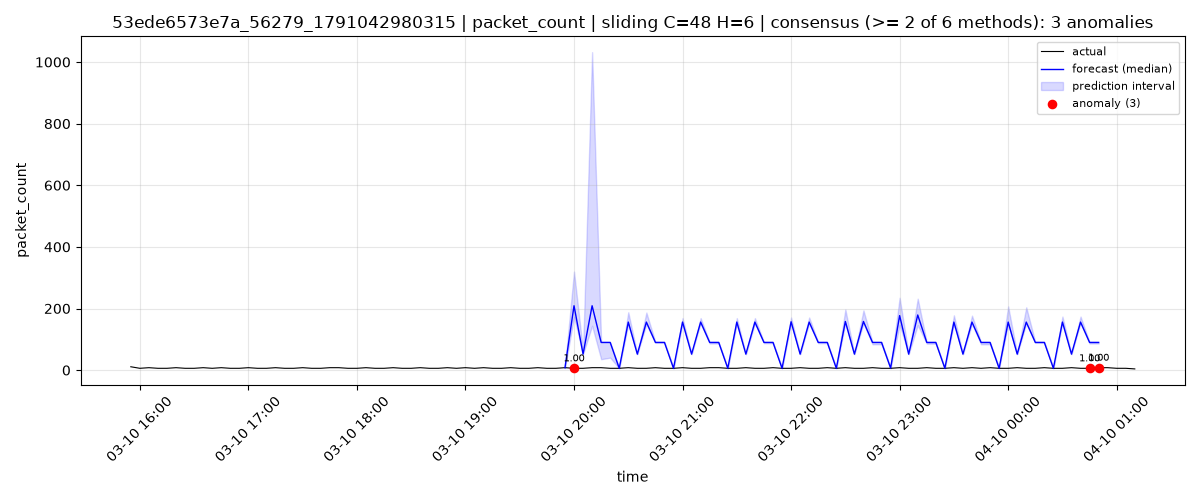 53ede6573e7a_56279_1791042980315 | packet_count | sliding C=48 H=6 | consensus (>= 2 of 6 methods): 3 anomalies
actual
forecast (median)
prediction interval
anomaly (3)
packet_count
1000
800
600
400
200
0
1.00
03-10 16:00
03-10 17:00
03-10 18:00
03-10 19:00
03-10 20:00
03-10 21:00
03-10 22:00
03-10 23:00
04-10 00:00
04-10 01:00
time